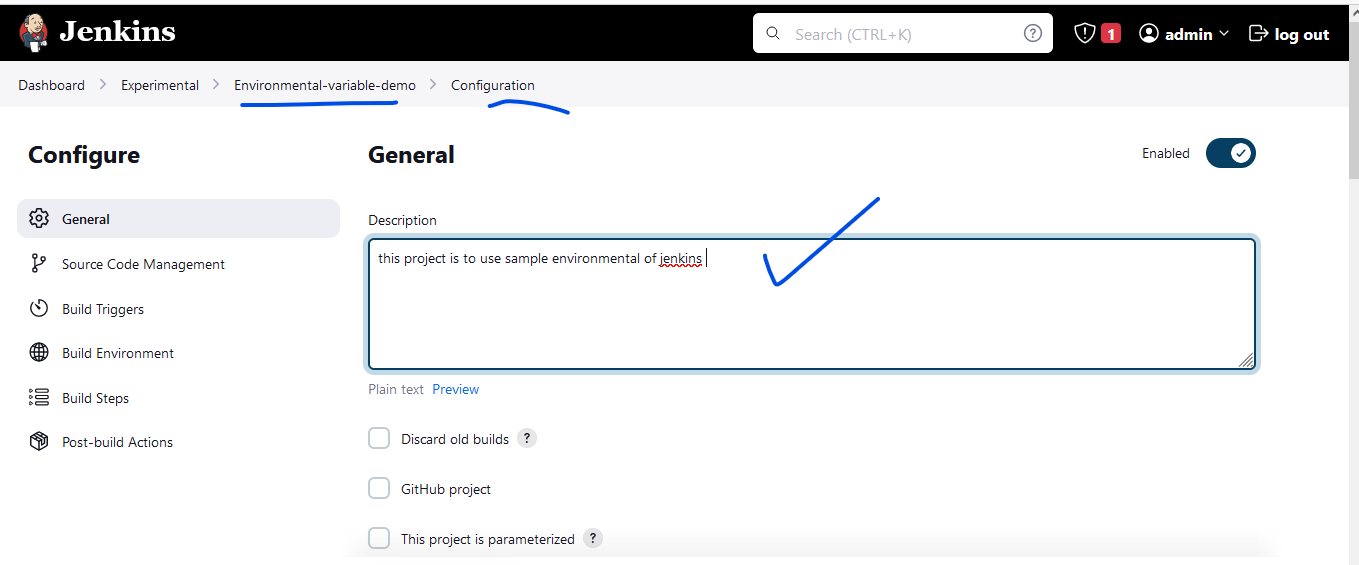 Jenkins
Search (CTRL+K)
?
1
admin
log out
Dashboard > Experimental > Environmental-variable-demo > Configuration
Configure
General
Source Code Management
Build Triggers
Build Environment
Build Steps
Post-build Actions
General
Enabled
Description
this project is to use sample environmental of jenkins
Plain text Preview
Discard old builds ?
GitHub project
This project is parameterized ?